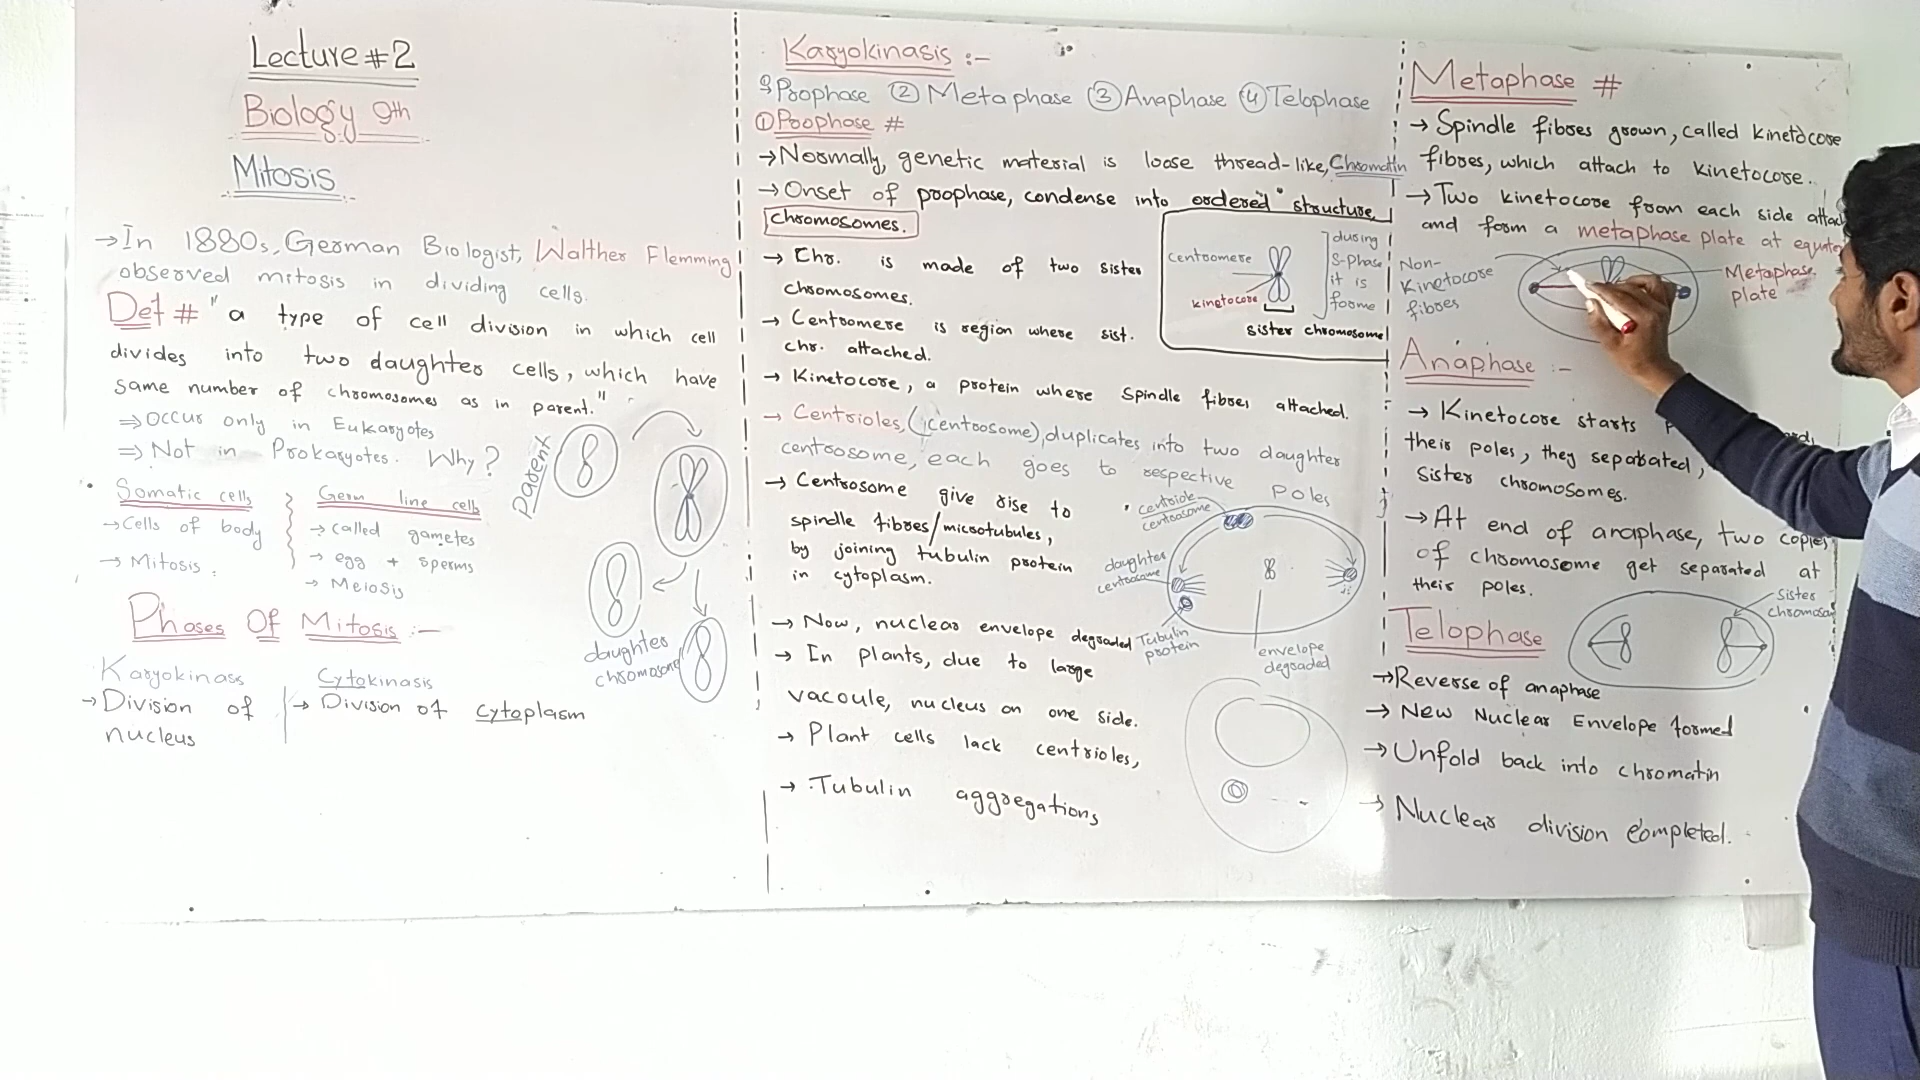 Lecture #2
Biology 9th
Mitosis
→ In 1880s, German Biologist, Walther Flemming
observed mitosis in dividing cells.
Def # "a type of cell division in which cell
divides into two daughter cells, which have
same number of chromosomes as in parent."
⇒ Occur only in Eukaryotes
⇒ Not in Prokaryotes. Why?
Somatic cells
→ Cells of body
→ Mitosis.
Germ line cells
→ called gametes
→ egg + sperms
→ Meiosis
Parent
daughter
chromosome
Phases Of Mitosis :-
Karyokinass
→ Division of
nucleus
Cytokinasis
→ Division of cytoplasm
Karyokinasis :-
① Prophase ② Metaphase ③ Anaphase ④ Telophase
① Prophase #
→ Normally, genetic material is loose thread-like, Chromatin
→ Onset of prophase, condense into ordered structure,
chromosomes.
→ Chr. is made of two sister
chromosomes.
→ Centromere is region where sist.
chr. attached.
→ Kinetocore, a protein where Spindle fibres attached.
centromere
kinetocore
during
S-phase
it is
forme
sister chromosome
→ Centrioles, (centrosome), duplicates into two daughter
centrosome, each goes to respective poles
→ Centrosome give rise to
spindle fibres/microtubules,
by joining tubulin protein
in cytoplasm.
centriole
centrosome
daughter
centrosome
Tubulin
protein
envelope
degraded
→ Now, nuclear envelope degraded
→ In plants, due to large
vacoule, nucleus on one side.
→ Plant cells lack centrioles,
→ Tubulin aggregations
Metaphase #
→ Spindle fibres grown, called kinetocore
fibres, which attach to kinetocore.
→ Two kinetocore from each side attac
and form a metaphase plate at equator
Non-
Kinetocore
fibres
Metaphase
plate
Anaphase :-
→ Kinetocore starts
their poles, they separated,
sister chromosomes.
→ At end of anaphase, two copies
of chromosome get separated at
their poles.
Sister
chromosom
Telophase
→ Reverse of anaphase
→ New Nuclear Envelope formed
→ Unfold back into chromatin
→ Nuclear division completed.